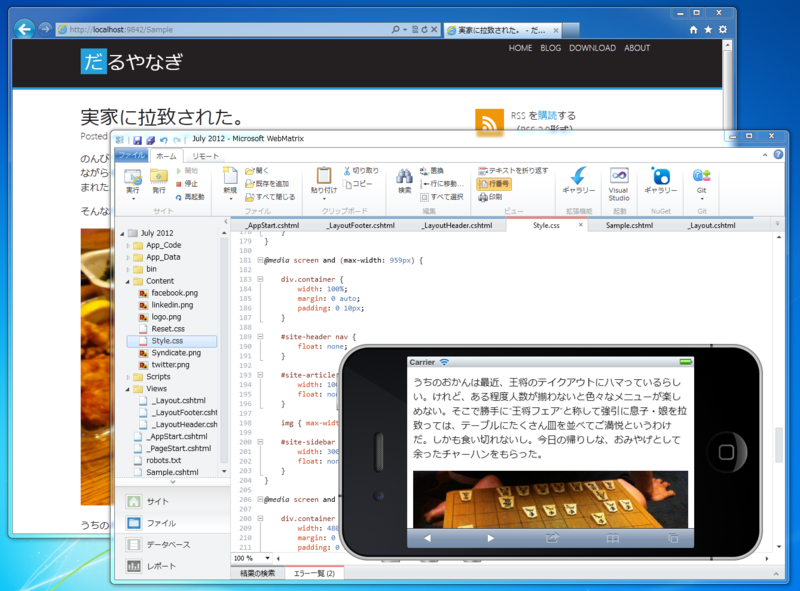 http://localhost:9842/Sample
実家に拉致された。 - だ...
だるやなぎ
HOME BLOG DOWNLOAD ABOUT
実家に拉致された。
RSS を購読する
Posted
のんび
ながら
まれた
そんな
うちの
July 2012 - Microsoft WebMatrix
ファイル ホーム リモート
実行
発行
開始
停止
再起動
サイト
新規
開く
既存を追加
すべて閉じる
ファイル
貼り付け
切り取り
コピー
クリップボード
検索
置換
行に移動...
すべて選択
編集
テキストを折り返す
行番号
印刷
ビュー
ギャラリー
拡張機能
Visual Studio
起動
ギャラリー
NuGet
Git
Git
_AppStart.cshtml _LayoutFooter.cshtml _LayoutHeader.cshtml Style.css Sample.cshtml _Layout.cshtml
July 2012
App_Code
App_Data
bin
Content
facebook.png
linkedin.png
logo.png
Reset.css
Style.css
Syndicate.png
twitter.png
Scripts
Views
_Layout.cshtml
_LayoutFooter.csht
_LayoutHeader.csh
_AppStart.cshtml
_PageStart.cshtml
robots.txt
Sample.cshtml
サイト
ファイル
データベース
レポート
178 }
179 }
180
181 @media screen and (max-width: 959px) {
182
183 div.container {
184 width: 100%;
185 margin: 0 auto;
186 padding: 0 10px;
187 }
188
189 #site-header nav {
190 float: none;
191 }
192
193 #site-article
194 width: 10
195 float: no
196 }
197
198 img { max-wid
199
200 #site-sidebar
201 width: 300
202 float: non
203 }
204 }
205
206 @media screen and
207
208 div.container
209 width: 480
210 margin: 0
211 padding: 0
100 %
結果の検索 エラー一覧 (2)
Carrier
うちのおかんは最近、王将のテイクアウトにハマっているらし
い。けれど、ある程度人数が揃わないと色々なメニューが楽し
めない。そこで勝手に“王将フェア”と称して強引に息子・娘を拉
致っては、テーブルにたくさん皿を並べてご満悦というわけ
だ。しかも食い切れないし。今日の帰りしな、おみやげとして
余ったチャーハンをもらった。